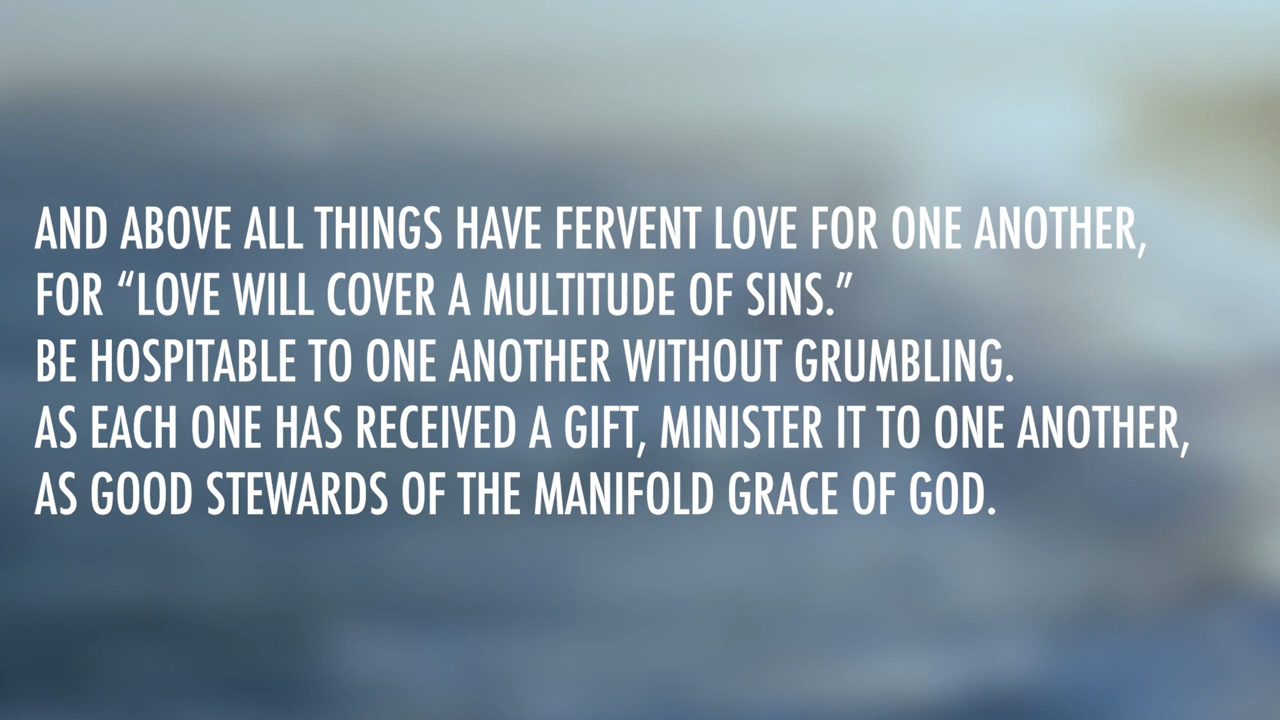 AND ABOVE ALL THINGS HAVE FERVENT LOVE FOR ONE ANOTHER,
FOR “LOVE WILL COVER A MULTITUDE OF SINS.”
BE HOSPITABLE TO ONE ANOTHER WITHOUT GRUMBLING.
AS EACH ONE HAS RECEIVED A GIFT, MINISTER IT TO ONE ANOTHER,
AS GOOD STEWARDS OF THE MANIFOLD GRACE OF GOD.